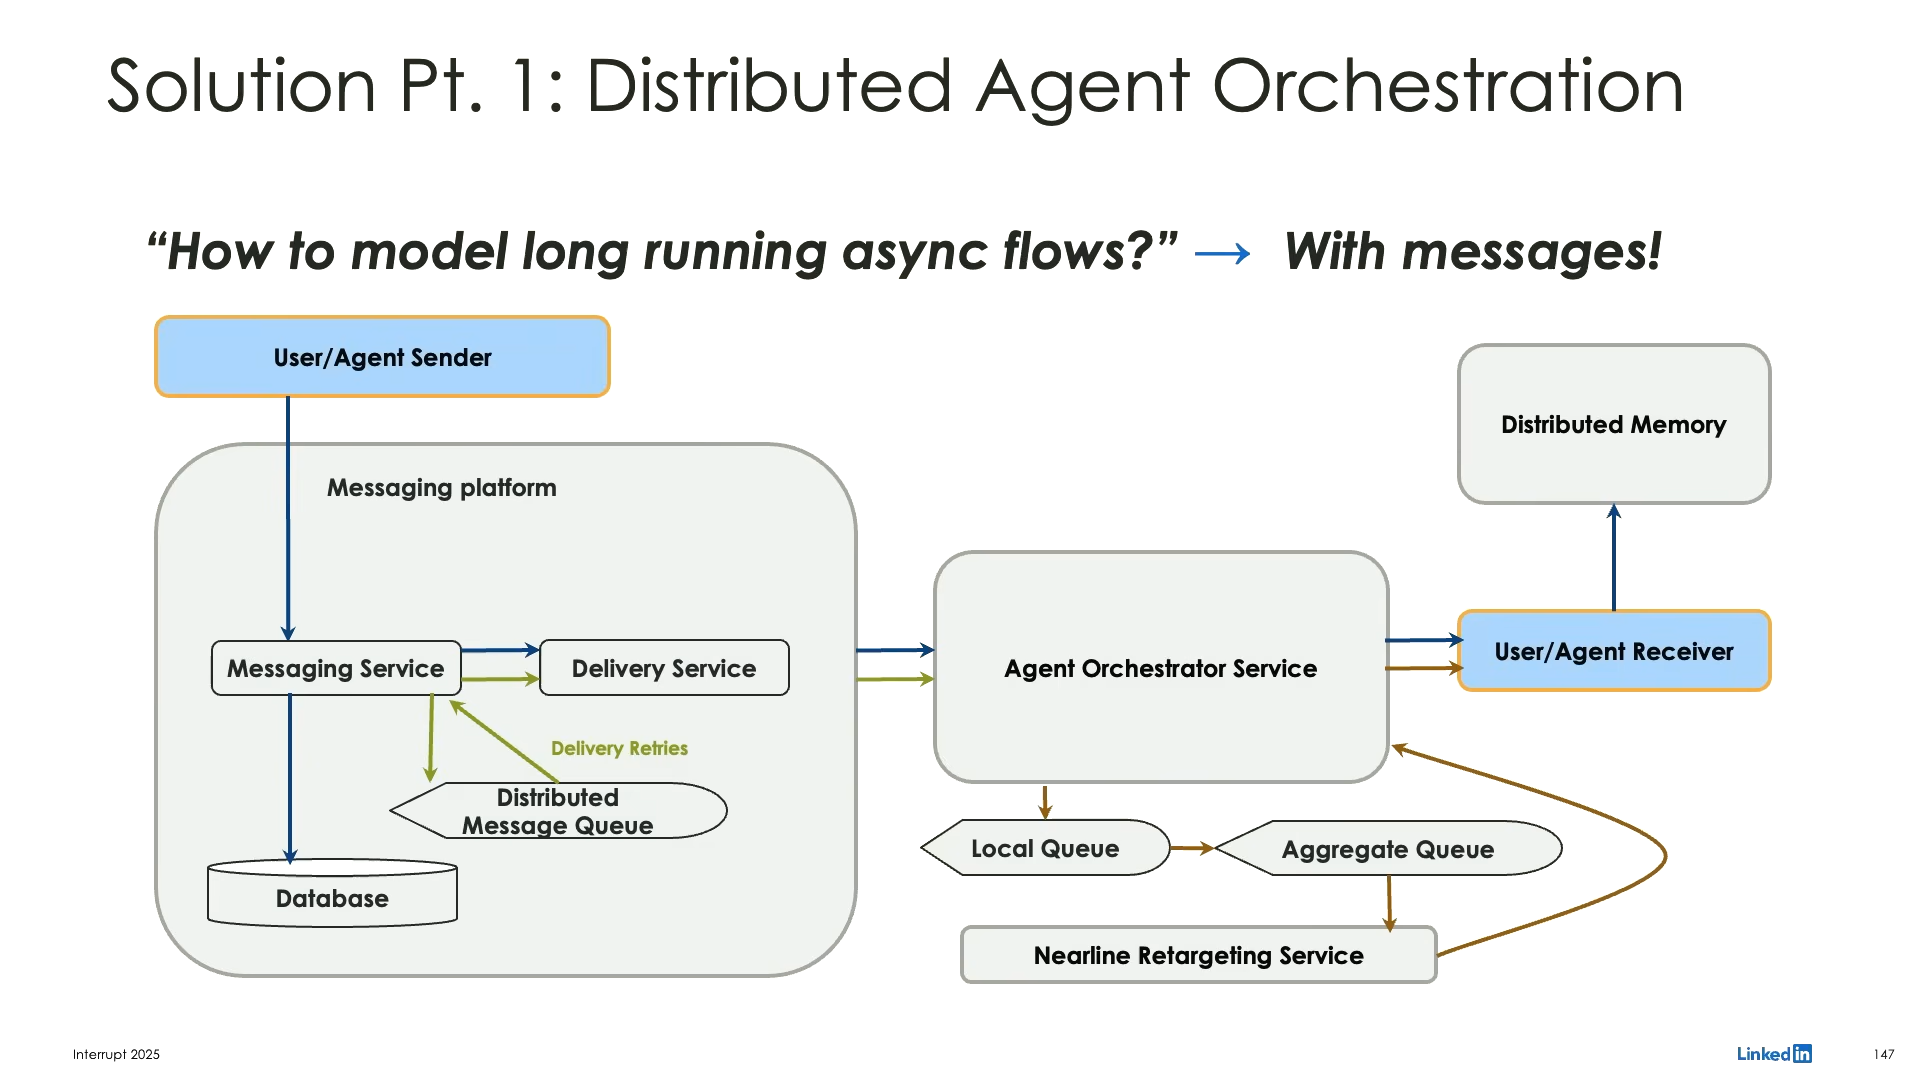 Solution Pt. 1: Distributed Agent Orchestration
“How to model long running async flows?” → With messages!
User/Agent Sender
Distributed Memory
Messaging platform
Messaging Service
Delivery Service
Agent Orchestrator Service
User/Agent Receiver
Delivery Retries
Distributed
Message Queue
Local Queue
Aggregate Queue
Database
Nearline Retargeting Service
Interrupt 2025
Linked in
147